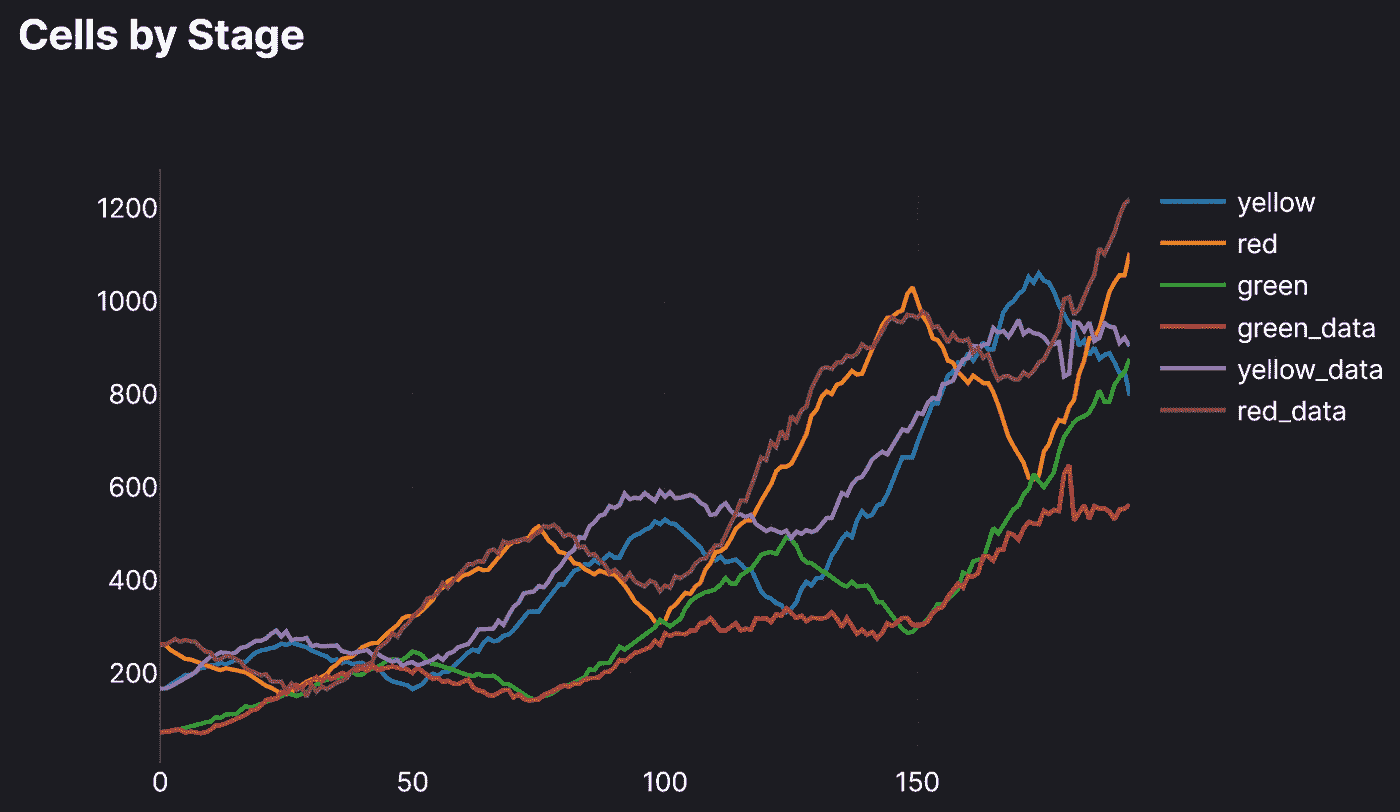 Cells by Stage
1200
1000
800
600
400
200
0 50 100 150
yellow
red
green
green_data
yellow_data
red_data